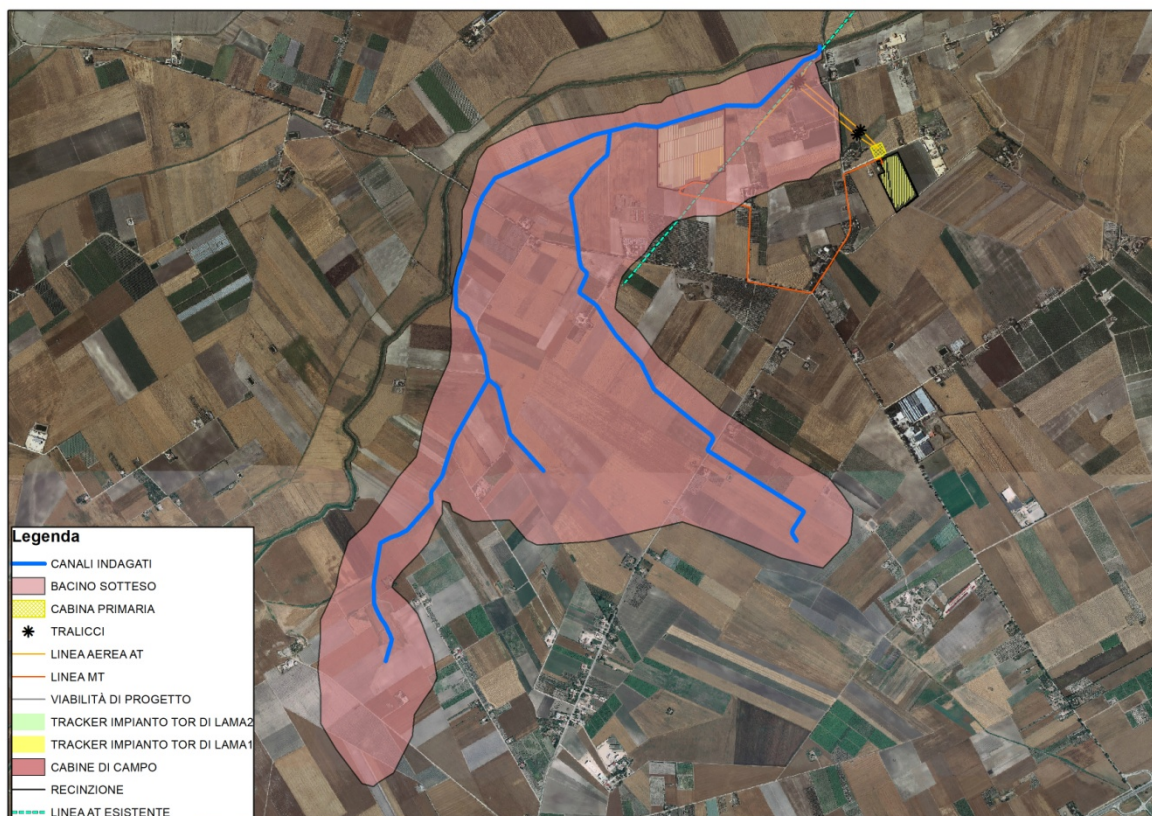 Legenda
CANALI INDAGATI
BACINO SOTTESO
CABINA PRIMARIA
TRALICCI
LINEA AEREA AT
LINEA MT
VIABILITÀ DI PROGETTO
TRACKER IMPIANTO TOR DI LAMA2
TRACKER IMPIANTO TOR DI LAMA1
CABINE DI CAMPO
RECINZIONE
LINEA AT ESISTENTE